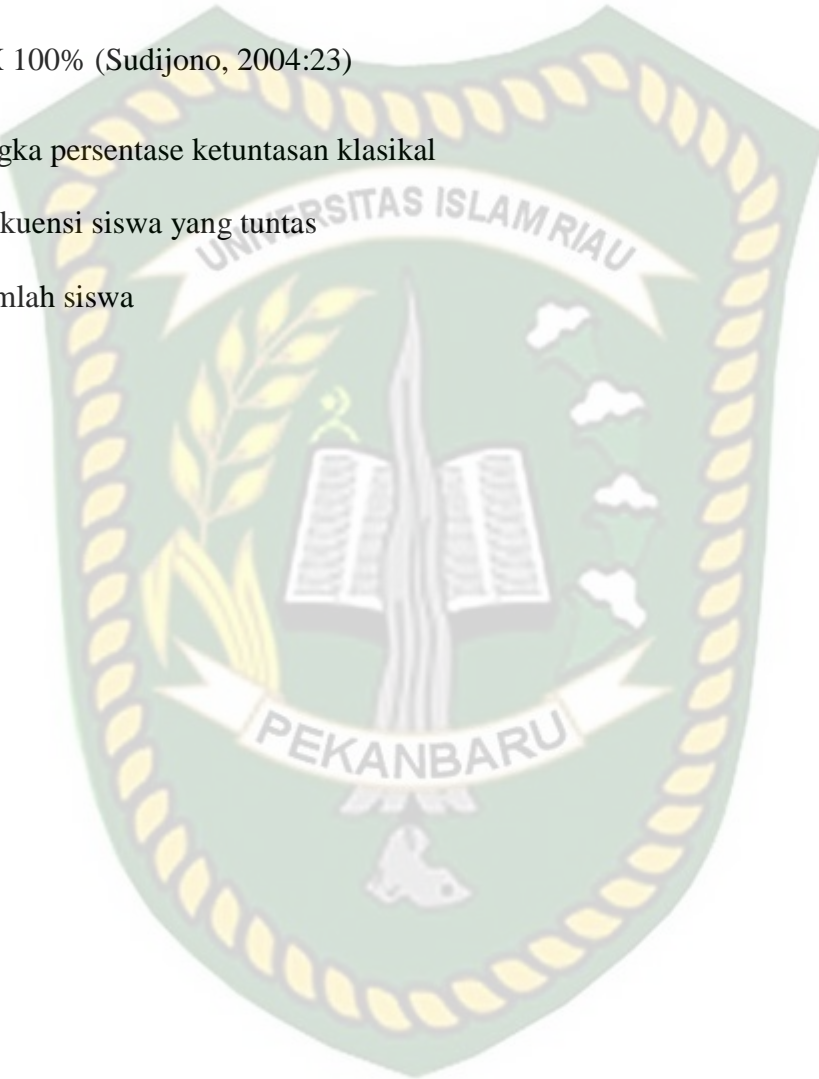 X 100% (Sudijono, 2004:23)
gka persentase ketuntasan klasikal
kuensi siswa yang tuntas
mlah siswa
UNIVERSITAS ISLAM RIAU
PEKANBARU